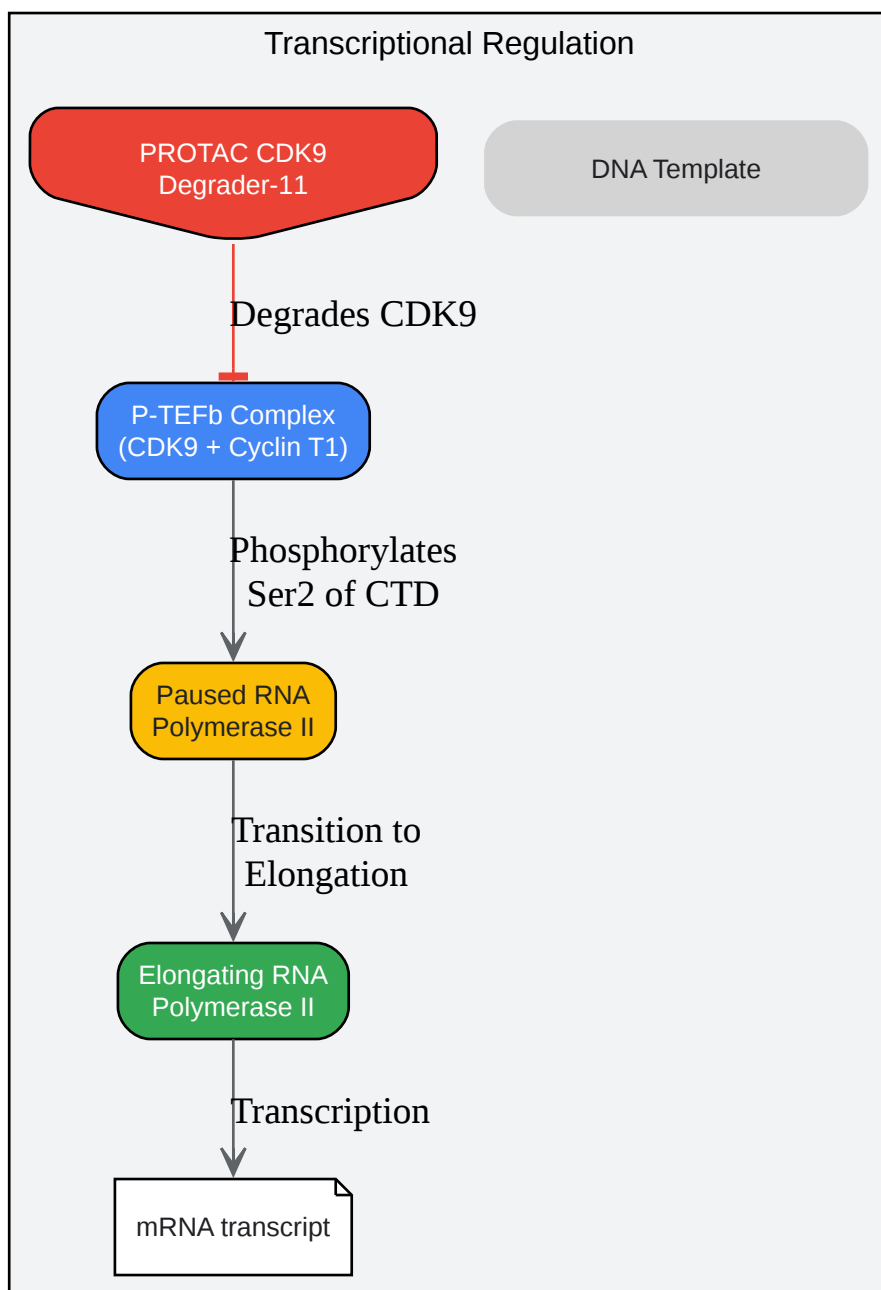 Transcriptional Regulation
PROTAC CDK9
Degrader-11
DNA Template
Degrades CDK9
P-TEFb Complex
(CDK9 + Cyclin T1)
Phosphorylates
Ser2 of CTD
Paused RNA
Polymerase II
Transition to
Elongation
Elongating RNA
Polymerase II
Transcription
mRNA transcript